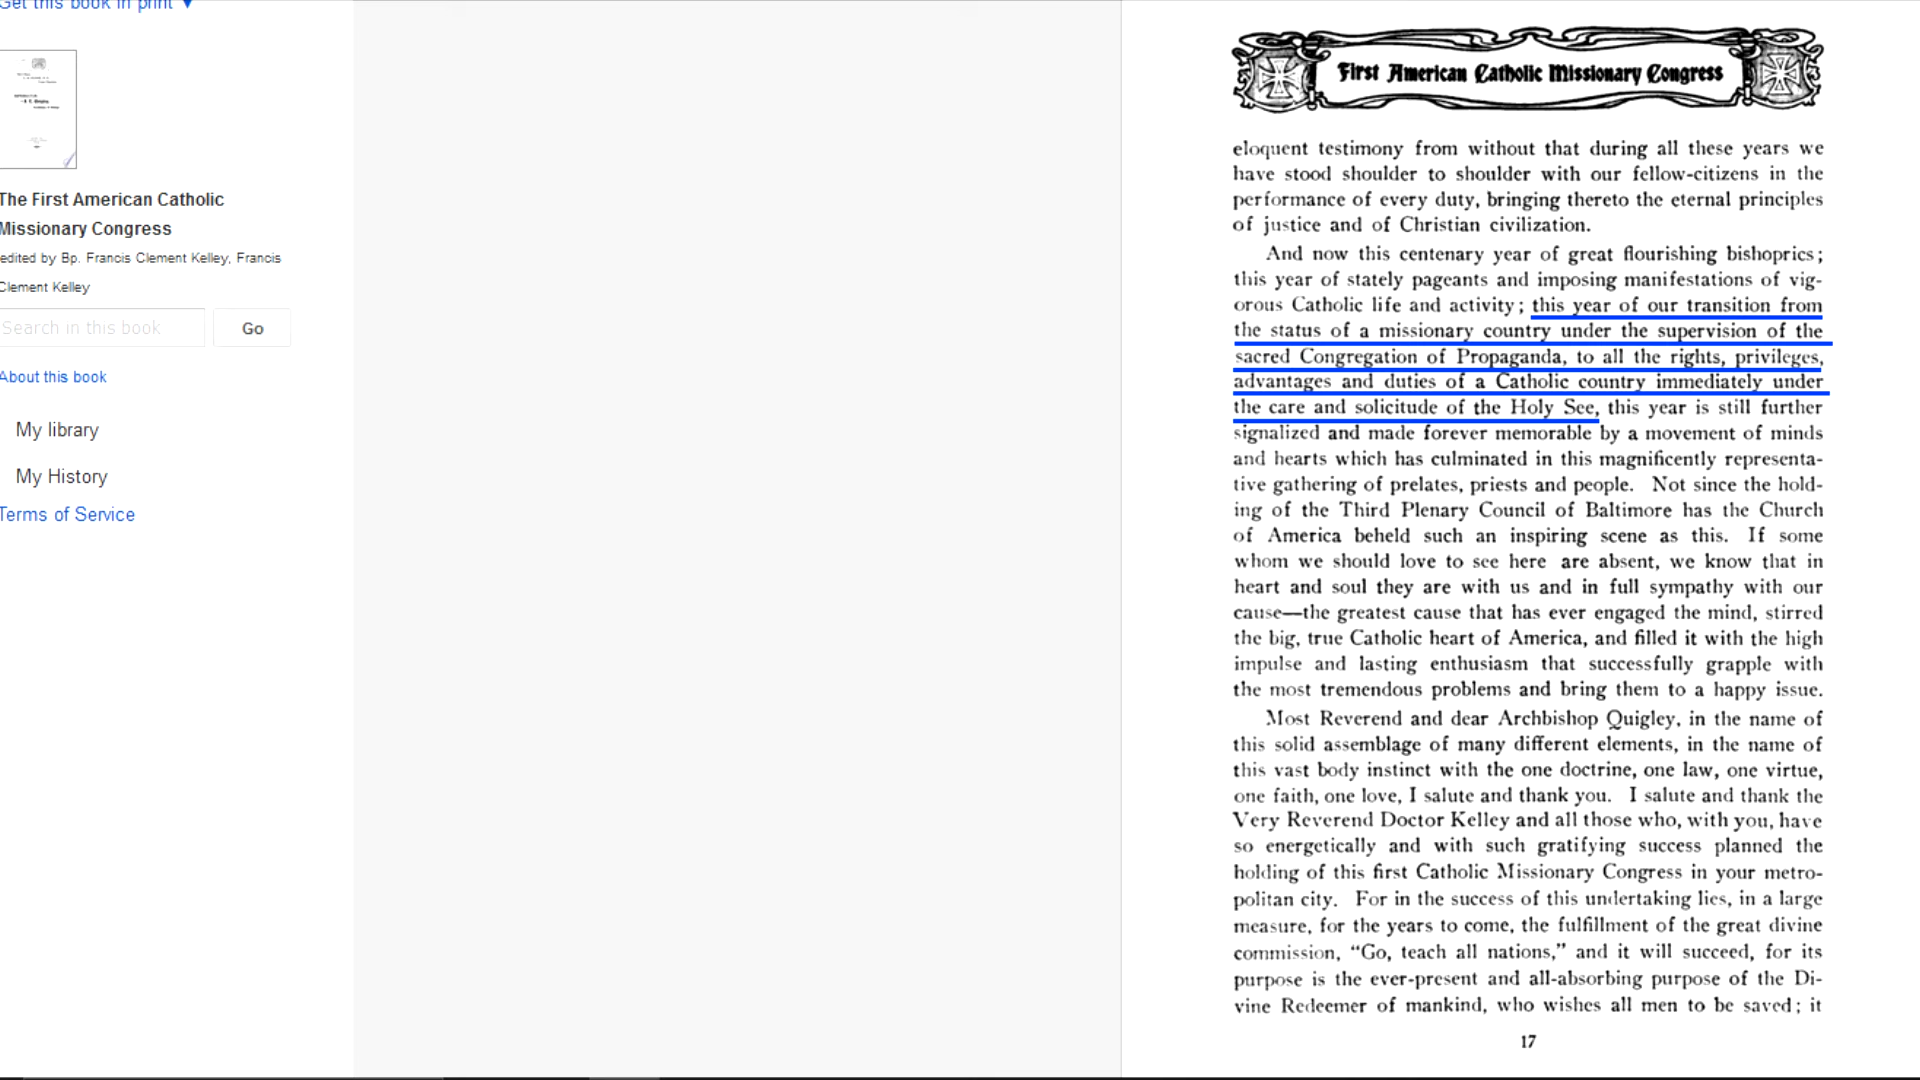 Get this book in print ▼
The First American Catholic
Missionary Congress
edited by Bp. Francis Clement Kelley, Francis
Clement Kelley
Search in this book
Go
About this book
My library
My History
Terms of Service
First American Catholic Missionary Congress
eloquent testimony from without that during all these years we
have stood shoulder to shoulder with our fellow-citizens in the
performance of every duty, bringing thereto the eternal principles
of justice and of Christian civilization.
And now this centenary year of great flourishing bishoprics;
this year of stately pageants and imposing manifestations of vig-
orous Catholic life and activity; this year of our transition from
the status of a missionary country under the supervision of the
sacred Congregation of Propaganda, to all the rights, privileges,
advantages and duties of a Catholic country immediately under
the care and solicitude of the Holy See, this year is still further
signalized and made forever memorable by a movement of minds
and hearts which has culminated in this magnificently representa-
tive gathering of prelates, priests and people. Not since the hold-
ing of the Third Plenary Council of Baltimore has the Church
of America beheld such an inspiring scene as this. If some
whom we should love to see here are absent, we know that in
heart and soul they are with us and in full sympathy with our
cause—the greatest cause that has ever engaged the mind, stirred
the big, true Catholic heart of America, and filled it with the high
impulse and lasting enthusiasm that successfully grapple with
the most tremendous problems and bring them to a happy issue.
Most Reverend and dear Archbishop Quigley, in the name of
this solid assemblage of many different elements, in the name of
this vast body instinct with the one doctrine, one law, one virtue,
one faith, one love, I salute and thank you. I salute and thank the
Very Reverend Doctor Kelley and all those who, with you, have
so energetically and with such gratifying success planned the
holding of this first Catholic Missionary Congress in your metro-
politan city. For in the success of this undertaking lies, in a large
measure, for the years to come, the fulfillment of the great divine
commission, “Go, teach all nations,” and it will succeed, for its
purpose is the ever-present and all-absorbing purpose of the Di-
vine Redeemer of mankind, who wishes all men to be saved; it
17